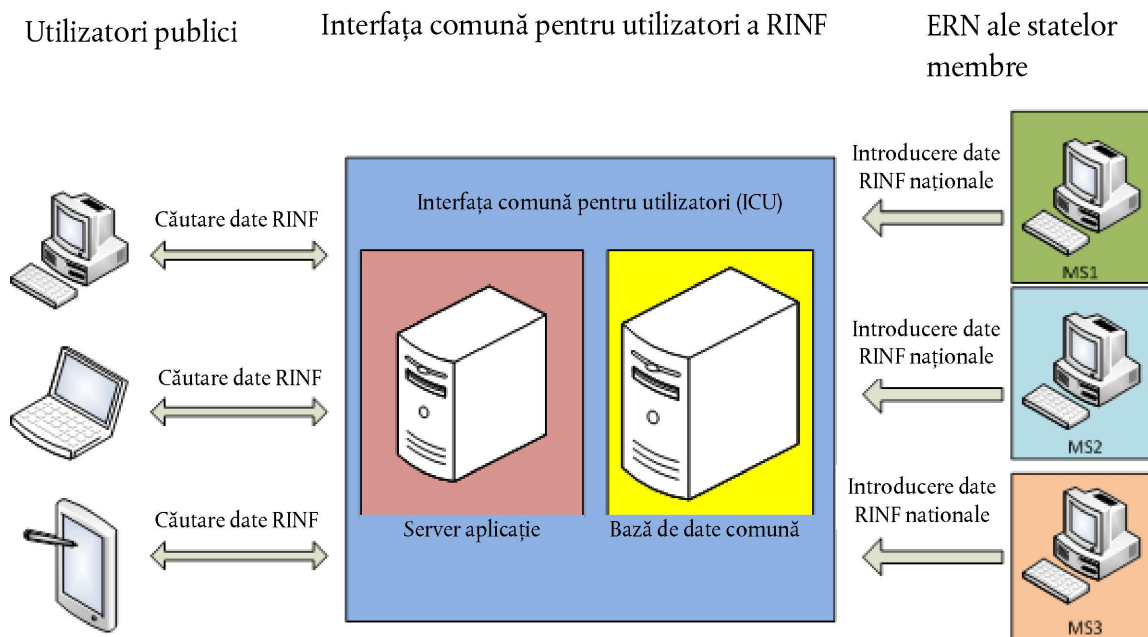 Utilizatori publici
Interfața comună pentru utilizatori a RINF
ERN ale statelor
membre
Căutare date RINF
Căutare date RINF
Căutare date RINF
Interfața comună pentru utilizatori (ICU)
Server aplicație
Bază de date comună
Introducere date
RINF naționale
MS1
Introducere date
RINF naționale
MS2
Introducere date
RINF nationale
MS3